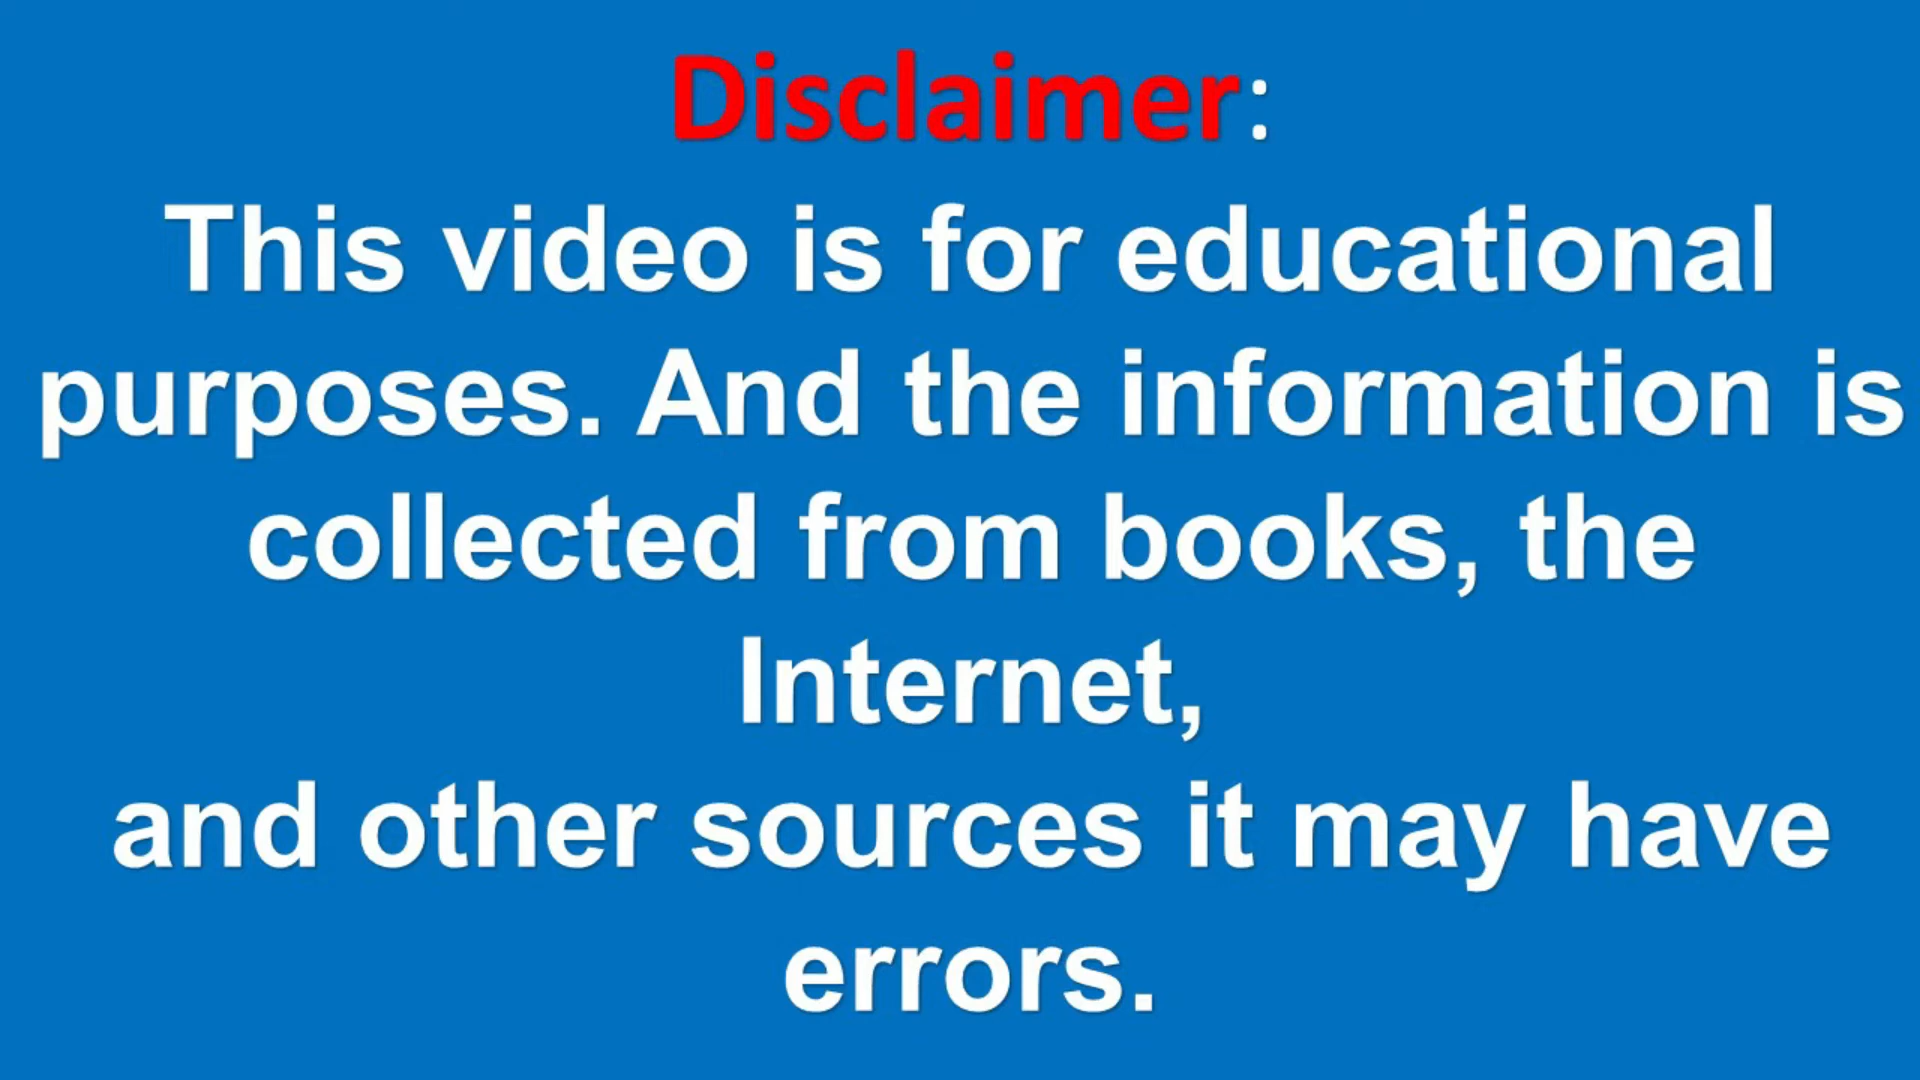 Disclaimer:
This video is for educational
purposes. And the information is
collected from books, the
Internet,
and other sources it may have
errors.